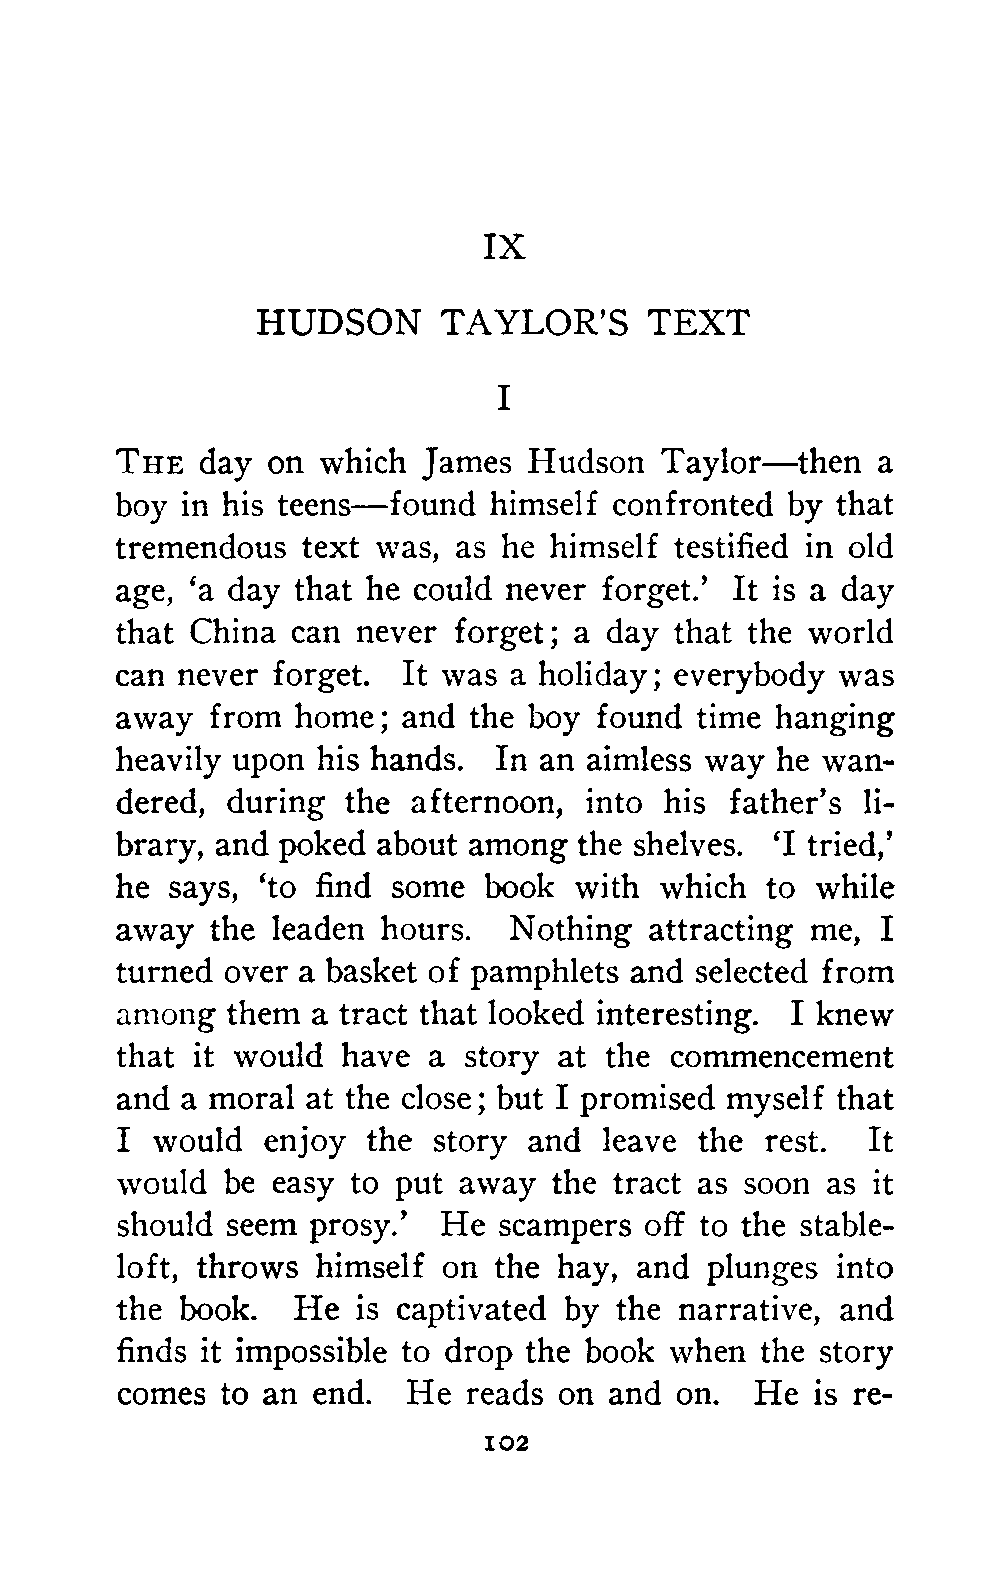 IX
HUDSON TAYLOR'S TEXT
I
THE day on which James Hudson Taylor—then a
boy in his teens—found himself confronted by that
tremendous text was, as he himself testified in old
age, ‘a day that he could never forget.’ It is a day
that China can never forget; a day that the world
can never forget. It was a holiday; everybody was
away from home; and the boy found time hanging
heavily upon his hands. In an aimless way he wan-
dered, during the afternoon, into his father's li-
brary, and poked about among the shelves. ‘I tried,’
he says, ‘to find some book with which to while
away the leaden hours. Nothing attracting me, I
turned over a basket of pamphlets and selected from
among them a tract that looked interesting. I knew
that it would have a story at the commencement
and a moral at the close; but I promised myself that
I would enjoy the story and leave the rest. It
would be easy to put away the tract as soon as it
should seem prosy.’ He scampers off to the stable-
loft, throws himself on the hay, and plunges into
the book. He is captivated by the narrative, and
finds it impossible to drop the book when the story
comes to an end. He reads on and on. He is re-
102